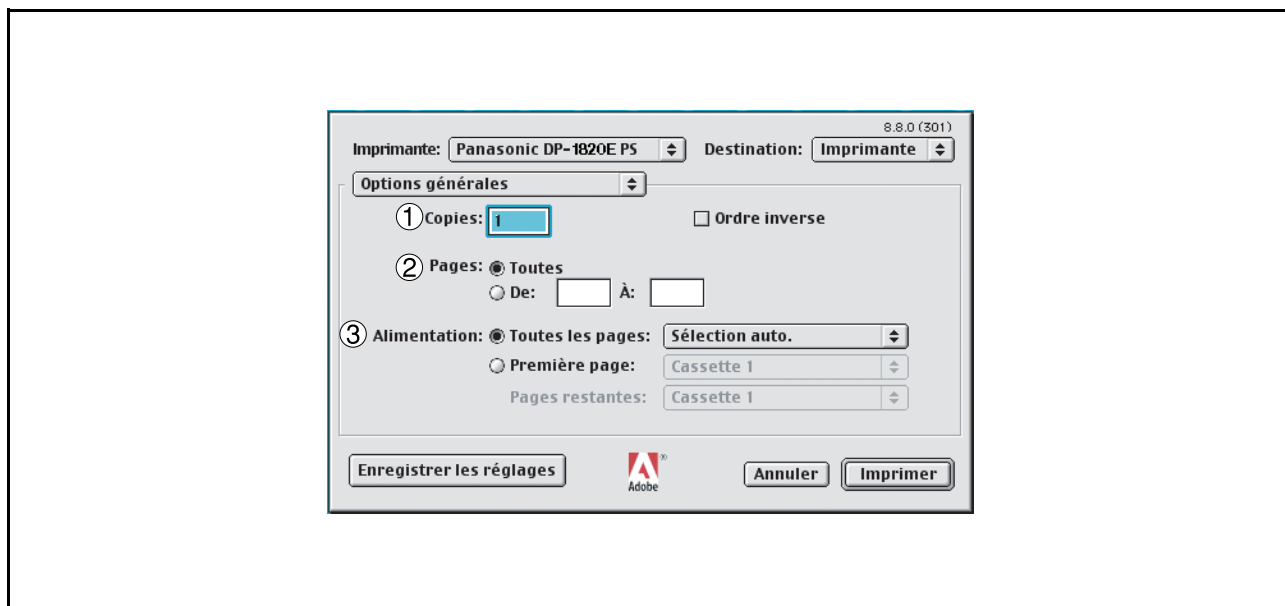 8.8.0 (301)
Imprimante: Panasonic DP-1820E PS Destination: Imprimante
Options générales
① Copies: 1 Ordre inverse
② Pages: Toutes
De: À:
③ Alimentation: Toutes les pages: Sélection auto.
Première page: Cassette 1
Pages restantes: Cassette 1
Enregistrer les réglages Adobe ® Annuler Imprimer